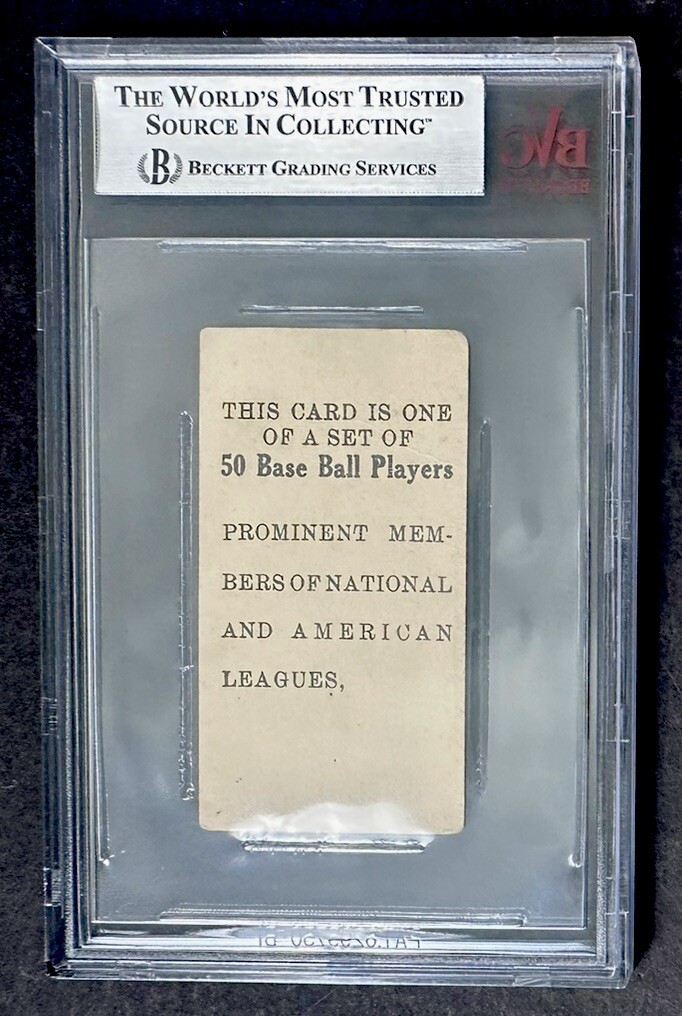 THE WORLD'S MOST TRUSTED
SOURCE IN COLLECTING™
B BECKETT GRADING SERVICES
BVG
THIS CARD IS ONE
OF A SET OF
50 Base Ball Players
PROMINENT MEM-
BERS OF NATIONAL
AND AMERICAN
LEAGUES,